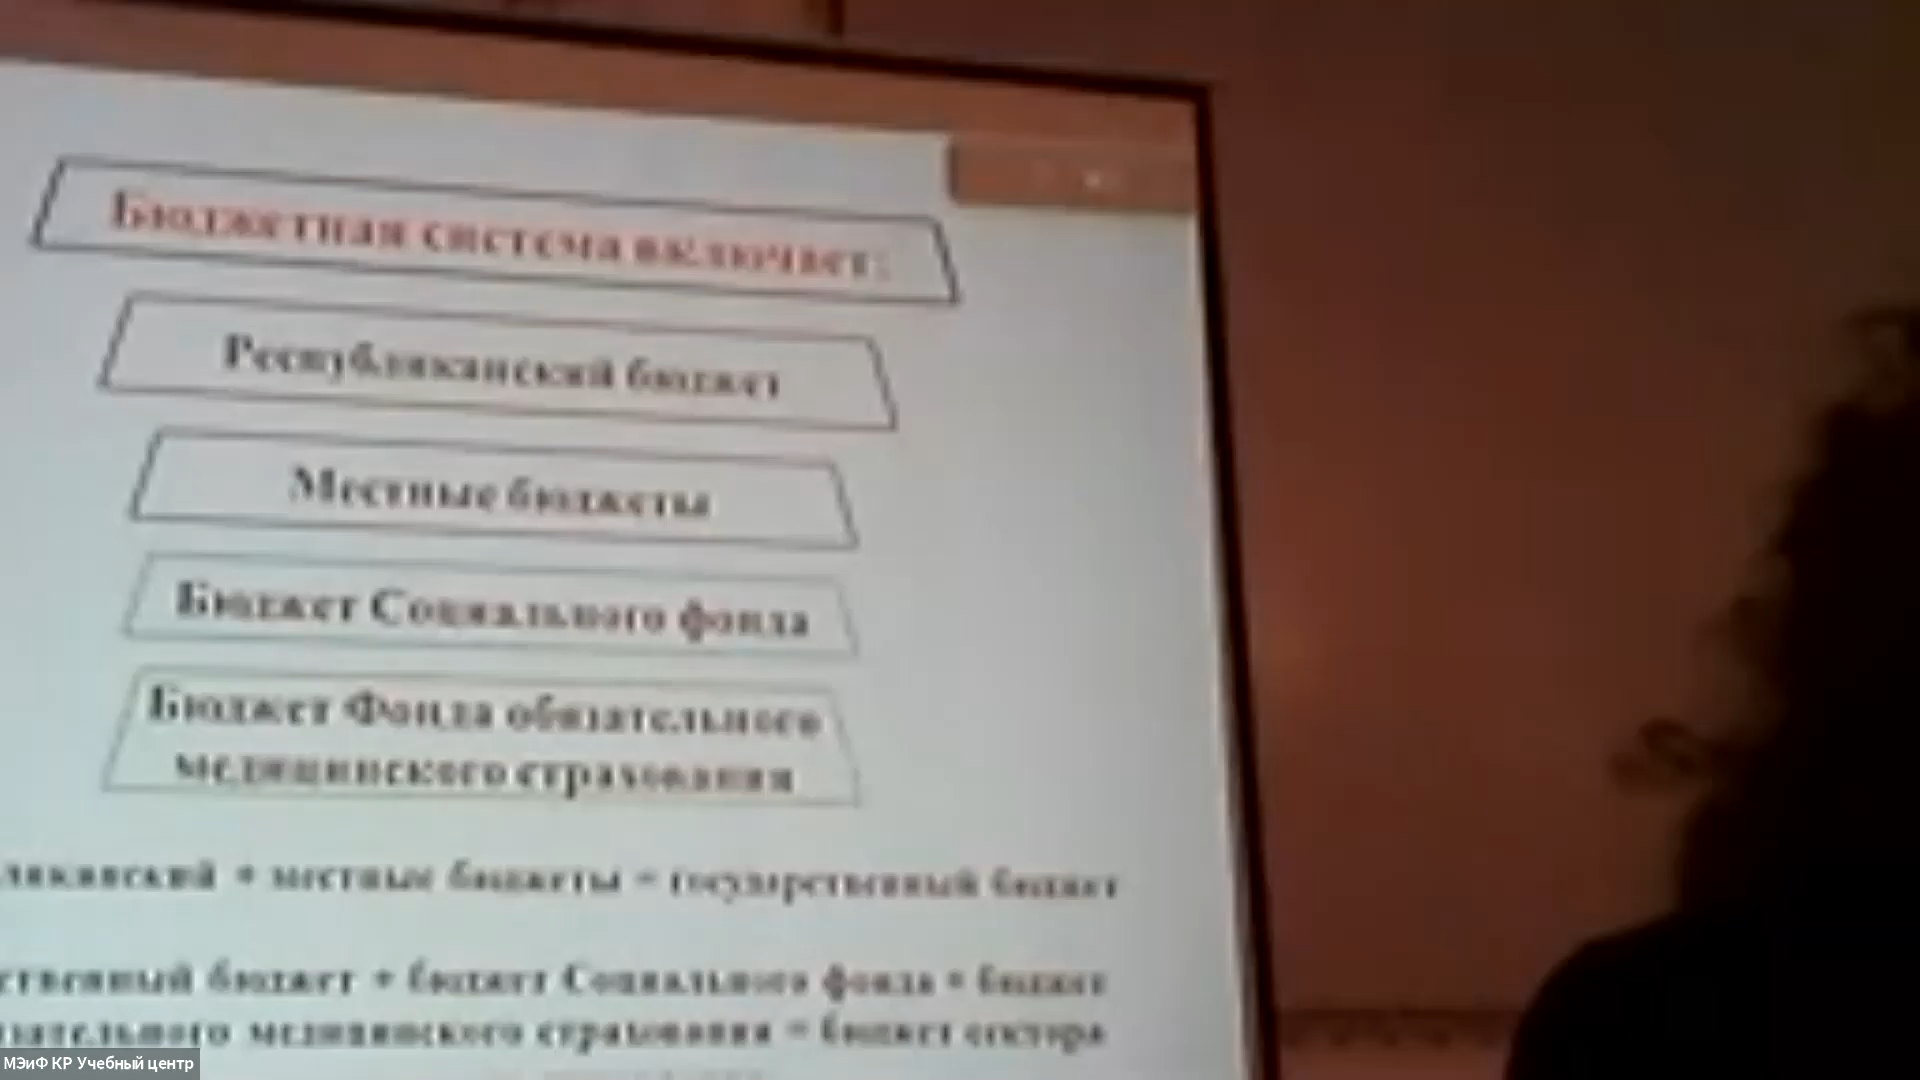 Бюджетная система включает:
Республиканский бюджет
Местные бюджеты
Бюджет Социального фонда
Бюджет Фонда обязательного
медицинского страхования
+ местные бюджеты = государственный бюджет
бюджет + бюджет Социального фонда + бюджет
медицинского страхования = бюджет сектора
МЭиФ КР Учебный центр